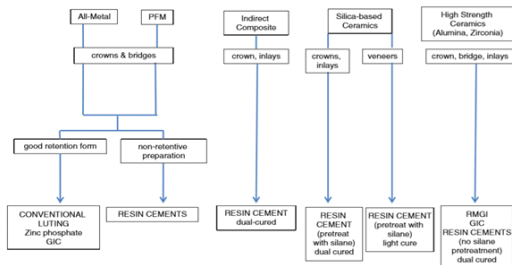 All-Metal
PFM
crowns & bridges
good retention form
non-retentive
preparation
CONVENTIONAL
LUTING
Zinc phosphate
GIC
RESIN CEMENTS
Indirect
Composite
crown, inlays
RESIN CEMENT
dual-cured
Silica-based
Ceramics
crowns,
inlays
veneers
RESIN
CEMENT
(pretreat
with silane)
dual cured
RESIN CEMENT
(pretreat with
silane)
light cure
High Strength
Ceramics
(Alumina, Zirconia)
crown, bridge, inlays
RMGI
GIC
RESIN CEMENTS
(no silane
pretreatment)
dual cured